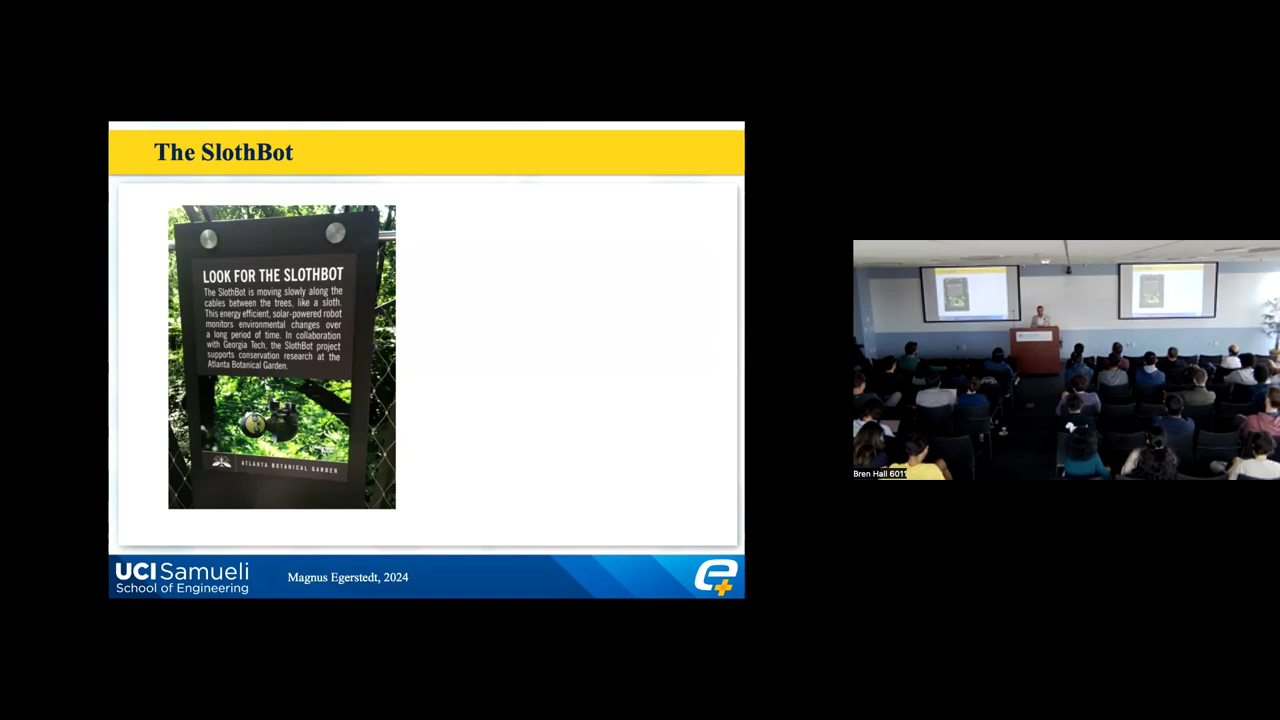 The SlothBot
LOOK FOR THE SLOTHBOT
The SlothBot is moving slowly along the
cables between the trees, like a sloth.
This energy efficient, solar-powered robot
monitors environmental changes over
a long period of time. In collaboration
with Georgia Tech, the SlothBot project
supports conservation research at the
Atlanta Botanical Garden.
ATLANTA BOTANICAL GARDEN
UCI Samueli
School of Engineering
Magnus Egerstedt, 2024
e+
Bren Hall 6011